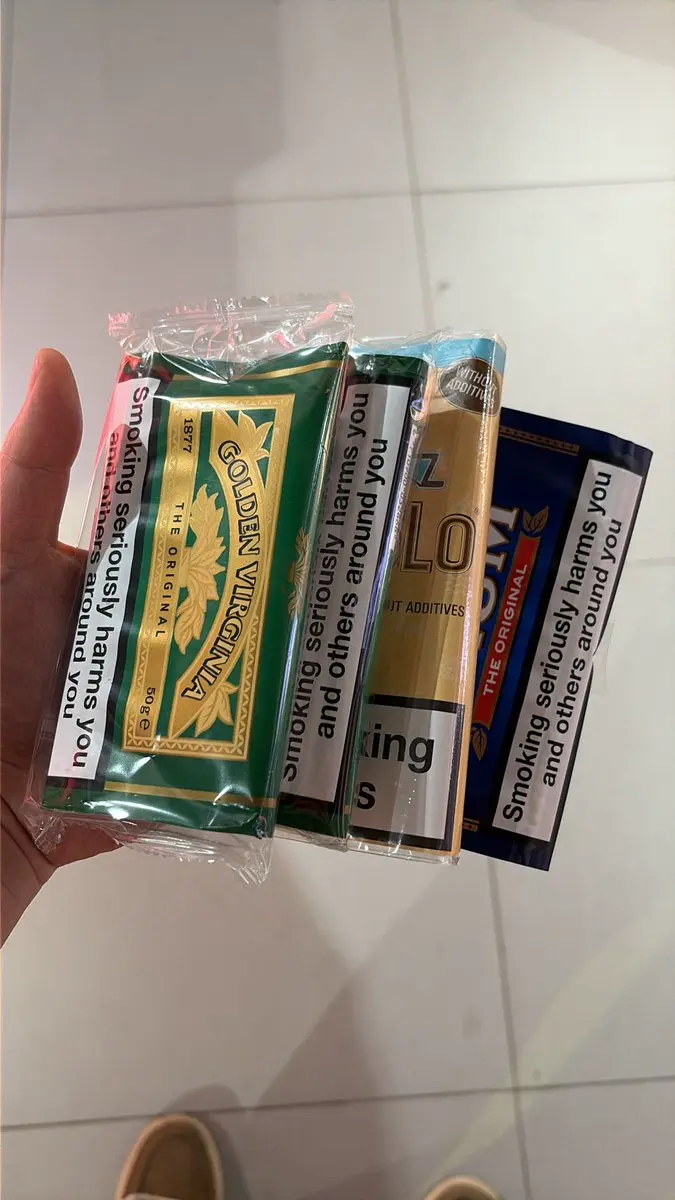 Smoking seriously harms you
and others around you
1877
THE ORIGINAL
50g e
GOLDEN VIRGINIA
Smoking seriously harms you
and others around you
WITHOUT
Z
LO
UT ADDITIVES
king
s
OM
THE ORIGINAL
Smoking seriously harms you
and others around you